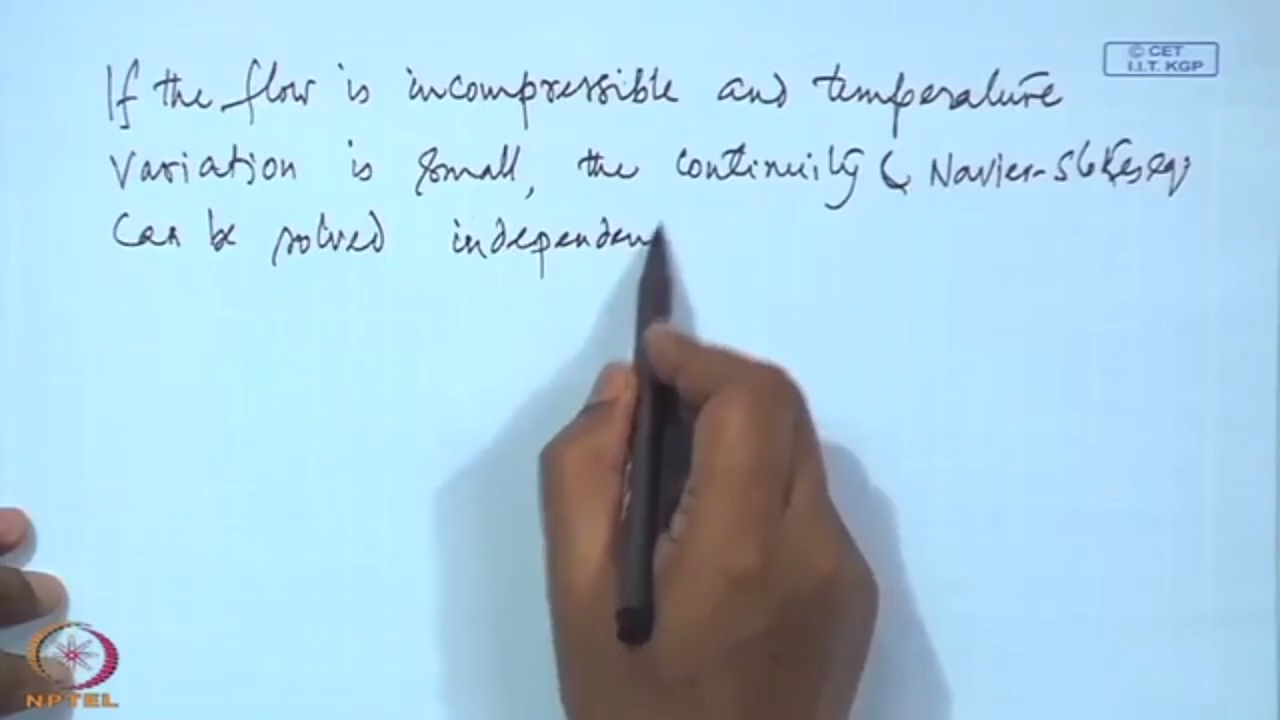 If the flow is incompressible and temperature
© CET
I.I.T. KGP
variation is small, the continuity & Navier-Stokes eq:
can be solved independen
NPTEL